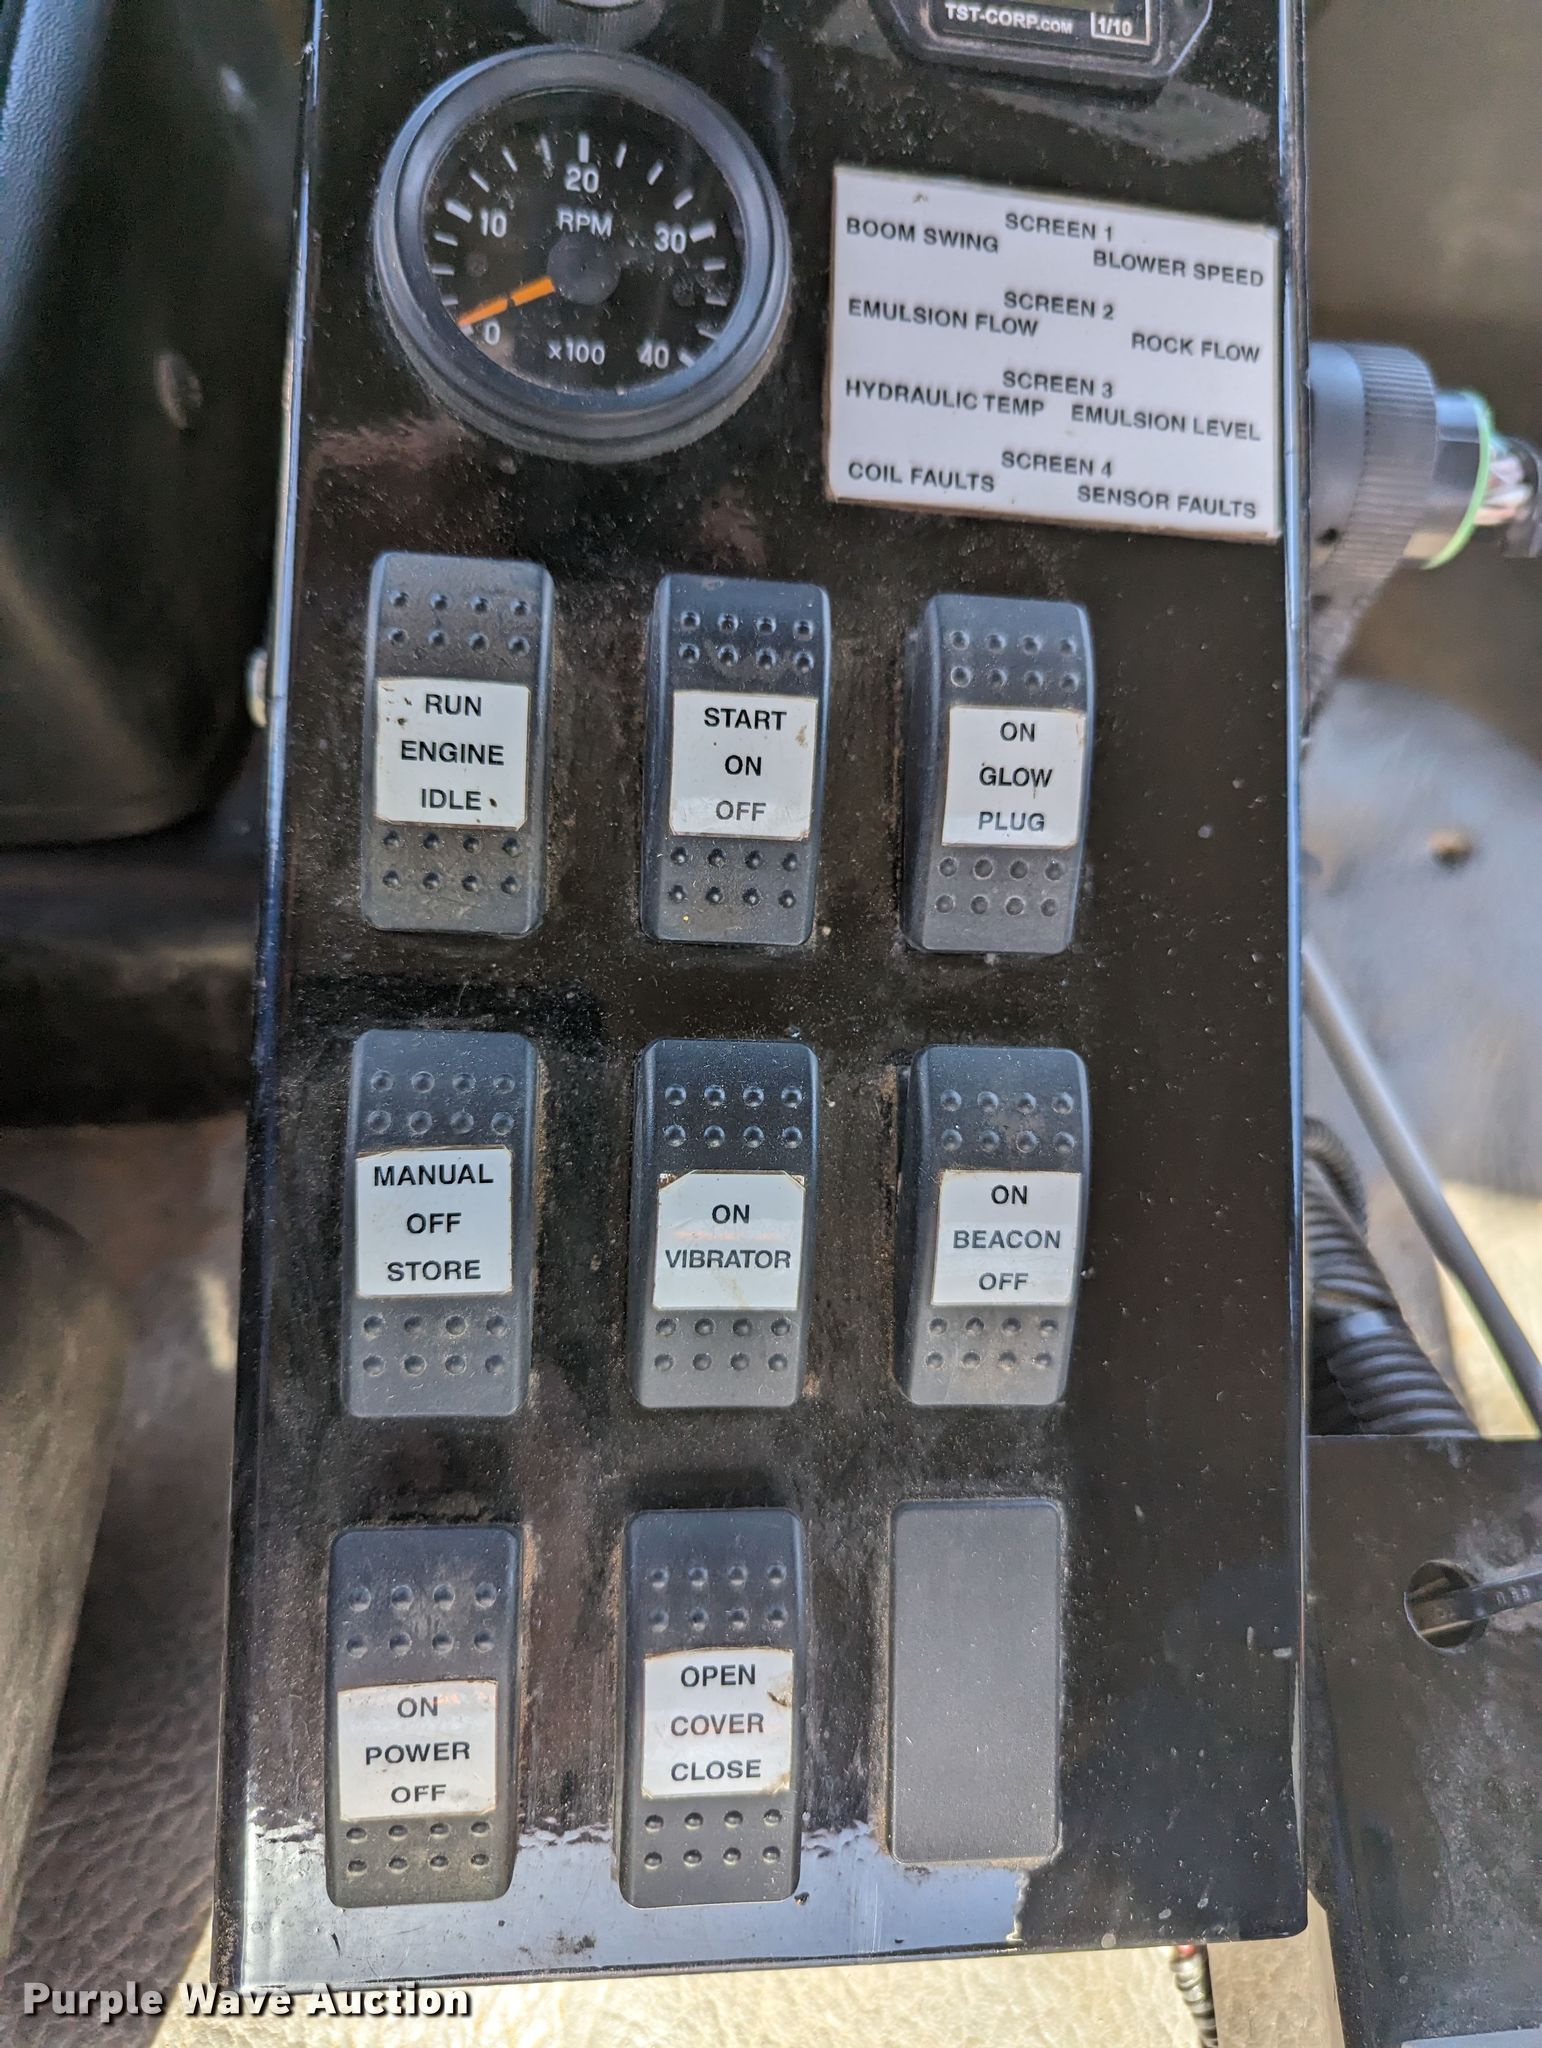 TST-CORP.COM 1/10
20
10 RPM 30
0 x100 40
SCREEN 1
BOOM SWING BLOWER SPEED
SCREEN 2
EMULSION FLOW ROCK FLOW
SCREEN 3
HYDRAULIC TEMP EMULSION LEVEL
SCREEN 4
COIL FAULTS SENSOR FAULTS
RUN
ENGINE
IDLE
START
ON
OFF
ON
GLOW
PLUG
MANUAL
OFF
STORE
ON
VIBRATOR
ON
BEACON
OFF
ON
POWER
OFF
OPEN
COVER
CLOSE
Purple Wave Auction